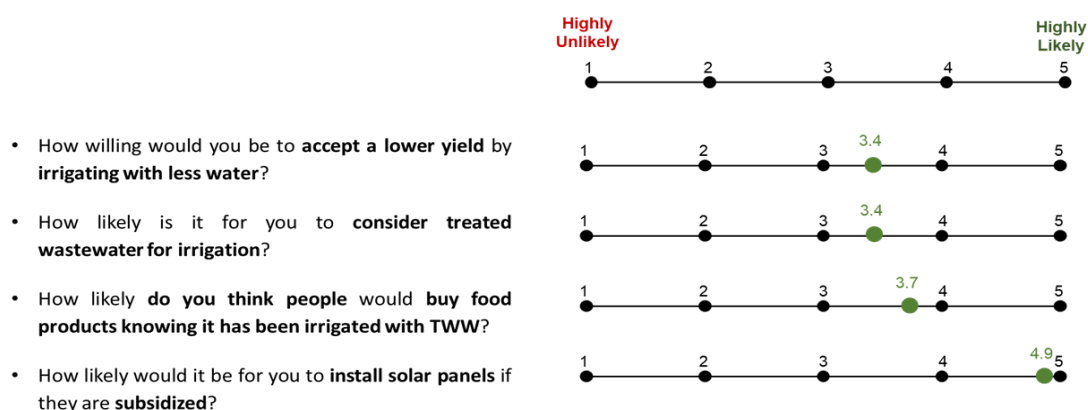 Highly
Unlikely
Highly
Likely
1 2 3 4 5
• How willing would you be to accept a lower yield by
irrigating with less water?
1 2 3 3.4 4 5
• How likely is it for you to consider treated
wastewater for irrigation?
1 2 3 3.4 4 5
• How likely do you think people would buy food
products knowing it has been irrigated with TWW?
1 2 3 3.7 4 5
• How likely would it be for you to install solar panels if
they are subsidized?
1 2 3 4 4.9 5